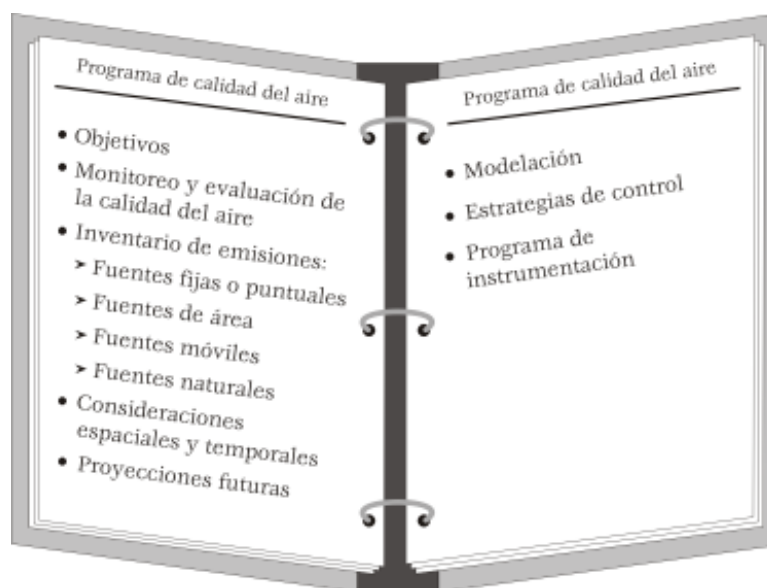 Programa de calidad del aire
• Objetivos
• Monitoreo y evaluación de
la calidad del aire
• Inventario de emisiones:
➤ Fuentes fijas o puntuales
➤ Fuentes de área
➤ Fuentes móviles
➤ Fuentes naturales
• Consideraciones
espaciales y temporales
• Proyecciones futuras
Programa de calidad del aire
• Modelación
• Estrategias de control
• Programa de
instrumentación